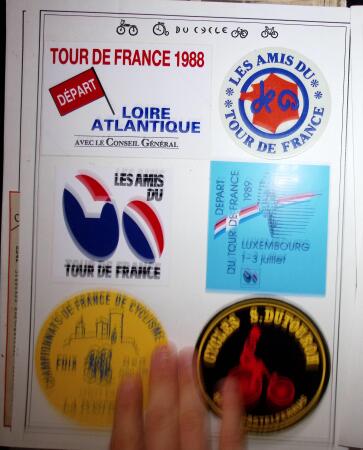 DU CYCLE
TOUR DE FRANCE 1988
DÉPART
LOIRE
ATLANTIQUE
AVEC LE CONSEIL GÉNÉRAL
LES AMIS DU
TOUR DE FRANCE
LES AMIS
DU
TOUR DE FRANCE
DÉPART
DU TOUR DE FRANCE
1989
LUXEMBOURG
1-3 juillet
CHAMPIONNATS DE FRANCE DE CYCLISME
CYCLES S. DUTOURON